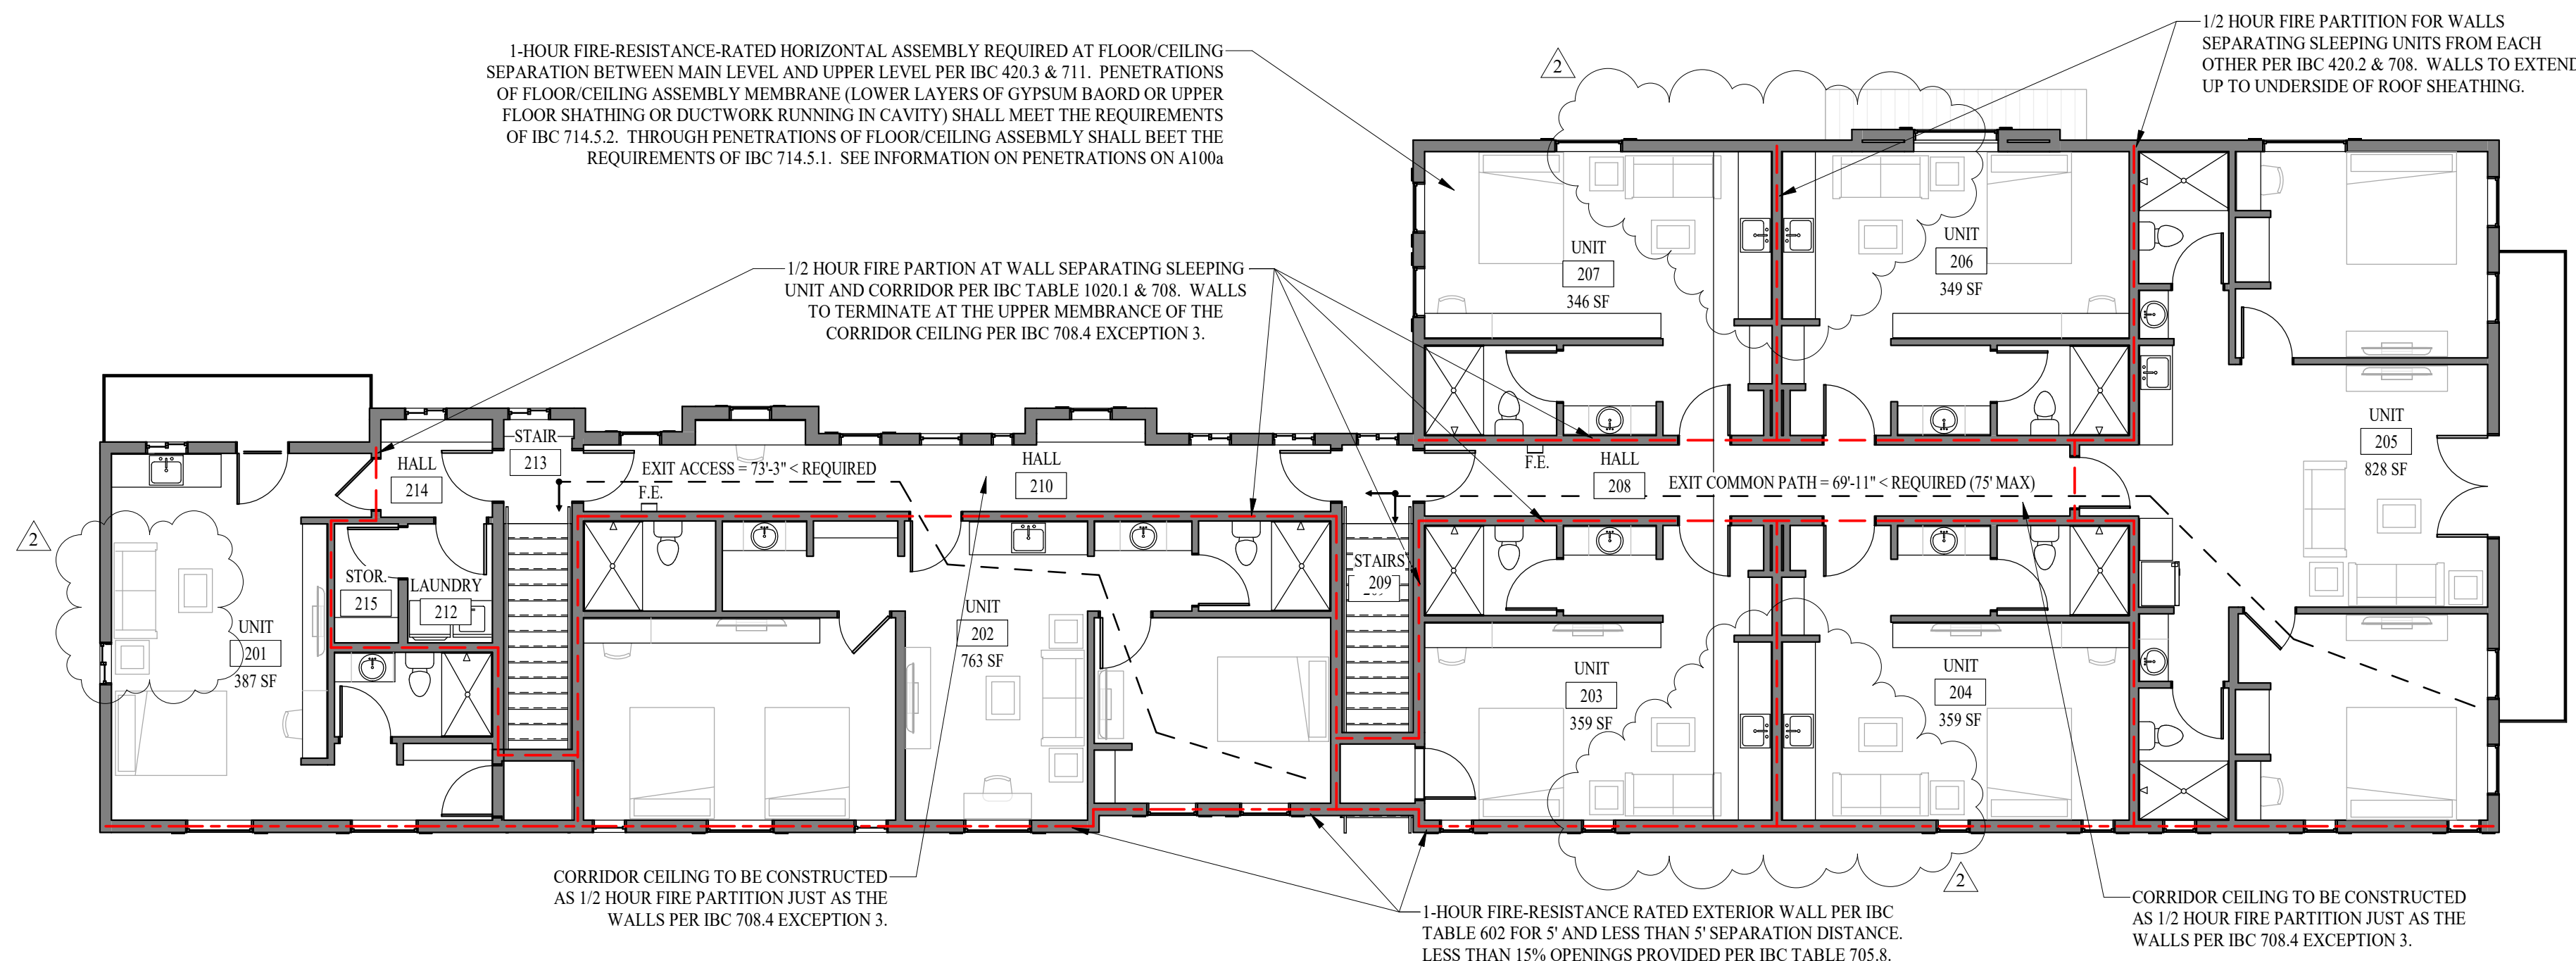 1-HOUR FIRE-RESISTANCE-RATED HORIZONTAL ASSEMBLY REQUIRED AT FLOOR/CEILING
SEPARATION BETWEEN MAIN LEVEL AND UPPER LEVEL PER IBC 420.3 & 711. PENETRATIONS
OF FLOOR/CEILING ASSEMBLY MEMBRANE (LOWER LAYERS OF GYPSUM BAORD OR UPPER
FLOOR SHATHING OR DUCTWORK RUNNING IN CAVITY) SHALL MEET THE REQUIREMENTS
OF IBC 714.5.2. THROUGH PENETRATIONS OF FLOOR/CEILING ASSEBMLY SHALL BEET THE
REQUIREMENTS OF IBC 714.5.1. SEE INFORMATION ON PENETRATIONS ON A100a
2
1/2 HOUR FIRE PARTITION FOR WALLS
SEPARATING SLEEPING UNITS FROM EACH
OTHER PER IBC 420.2 & 708. WALLS TO EXTEND
UP TO UNDERSIDE OF ROOF SHEATHING.
1/2 HOUR FIRE PARTION AT WALL SEPARATING SLEEPING
UNIT AND CORRIDOR PER IBC TABLE 1020.1 & 708. WALLS
TO TERMINATE AT THE UPPER MEMBRANCE OF THE
CORRIDOR CEILING PER IBC 708.4 EXCEPTION 3.
UNIT
207
346 SF
UNIT
206
349 SF
UNIT
205
828 SF
STAIR
213
HALL
214
EXIT ACCESS = 73'-3" < REQUIRED
F.E.
HALL
210
F.E.
HALL
208
EXIT COMMON PATH = 69'-11" < REQUIRED (75' MAX)
2
STOR.
215
LAUNDRY
212
UNIT
201
387 SF
UNIT
202
763 SF
STAIRS
209
UNIT
203
359 SF
UNIT
204
359 SF
CORRIDOR CEILING TO BE CONSTRUCTED
AS 1/2 HOUR FIRE PARTITION JUST AS THE
WALLS PER IBC 708.4 EXCEPTION 3.
1-HOUR FIRE-RESISTANCE RATED EXTERIOR WALL PER IBC
TABLE 602 FOR 5' AND LESS THAN 5' SEPARATION DISTANCE.
LESS THAN 15% OPENINGS PROVIDED PER IBC TABLE 705.8.
2
CORRIDOR CEILING TO BE CONSTRUCTED
AS 1/2 HOUR FIRE PARTITION JUST AS THE
WALLS PER IBC 708.4 EXCEPTION 3.